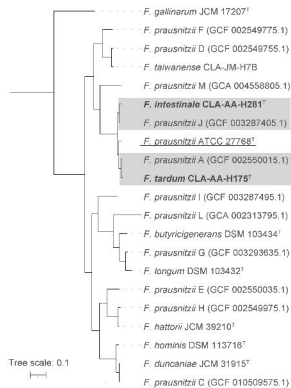 F. gallinarum JCM 17207ᵀ
F. prausnitzii F (GCF 002549775.1)
F. prausnitzii D (GCF 002549755.1)
F. taiwanense CLA-JM-H7B
F. prausnitzii M (GCA 004558805.1)
F. intestinale CLA-AA-H281ᵀ
F. prausnitzii J (GCF 003287405.1)
F. prausnitzii ATCC 27768ᵀ
F. prausnitzii A (GCF 002550015.1)
F. tardum CLA-AA-H175ᵀ
F. prausnitzii I (GCF 003287495.1)
F. prausnitzii L (GCA 002313795.1)
F. butyricigenerans DSM 103434ᵀ
F. prausnitzii G (GCF 003293635.1)
F. longum DSM 103432ᵀ
F. prausnitzii E (GCF 002550035.1)
F. prausnitzii H (GCF 002549975.1)
F. hattorii JCM 39210ᵀ
F. hominis DSM 113716ᵀ
F. duncaniae JCM 31915ᵀ
F. prausnitzii C (GCF 010509575.1)
Tree scale: 0.1